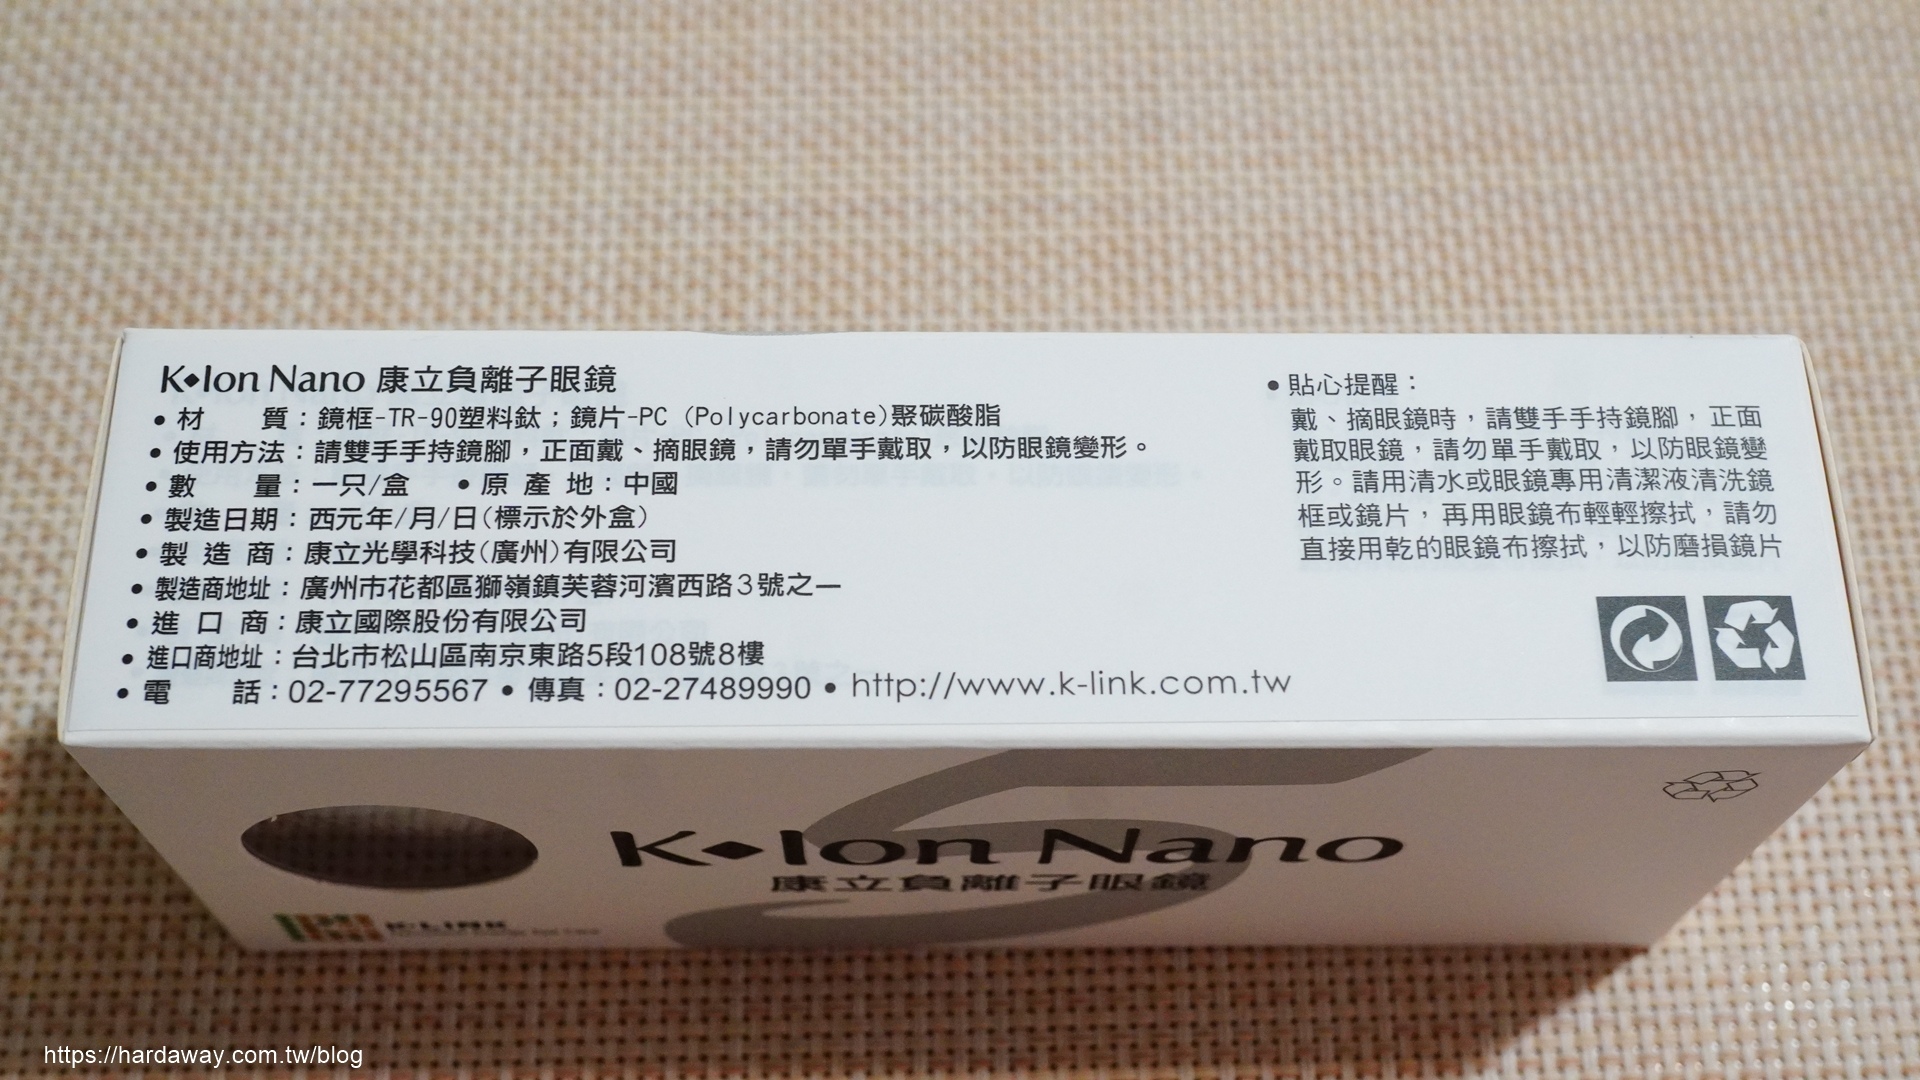 K•Ion Nano 康立負離子眼鏡
• 材 質：鏡框-TR-90塑料鈦；鏡片-PC (Polycarbonate)聚碳酸脂
• 使用方法：請雙手手持鏡腳，正面戴、摘眼鏡，請勿單手戴取，以防眼鏡變形。
• 數 量：一只/盒 • 原 產 地：中國
• 製造日期：西元年/月/日(標示於外盒)
• 製 造 商：康立光學科技(廣州)有限公司
• 製造商地址：廣州市花都區獅嶺鎮芙蓉河濱西路3號之一
• 進 口 商：康立國際股份有限公司
• 進口商地址：台北市松山區南京東路5段108號8樓
• 電 話：02-77295567 • 傳真：02-27489990 • http://www.k-link.com.tw
• 貼心提醒：
戴、摘眼鏡時，請雙手手持鏡腳，正面
戴取眼鏡，請勿單手戴取，以防眼鏡變
形。請用清水或眼鏡專用清潔液清洗鏡
框或鏡片，再用眼鏡布輕輕擦拭，請勿
直接用乾的眼鏡布擦拭，以防磨損鏡片
K•Ion Nano
康立負離子眼鏡
K-LINK
https://hardaway.com.tw/blog